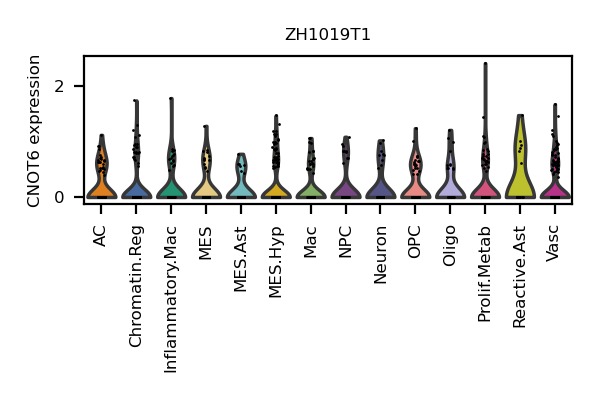 ZH1019T1
CNOT6 expression
2
0
AC
Chromatin.Reg
Inflammatory.Mac
MES
MES.Ast
MES.Hyp
Mac
NPC
Neuron
OPC
Oligo
Prolif.Metab
Reactive.Ast
Vasc